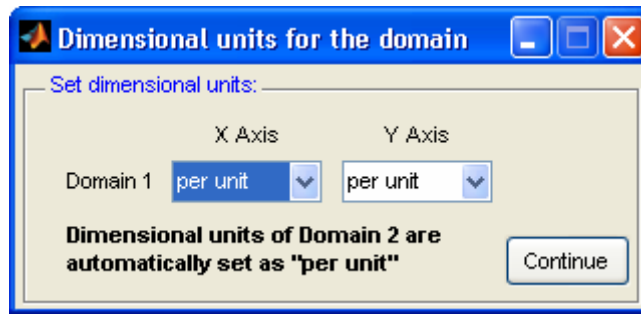 Dimensional units for the domain
Set dimensional units:
X Axis Y Axis
Domain 1 per unit per unit
Dimensional units of Domain 2 are
automatically set as "per unit"
Continue